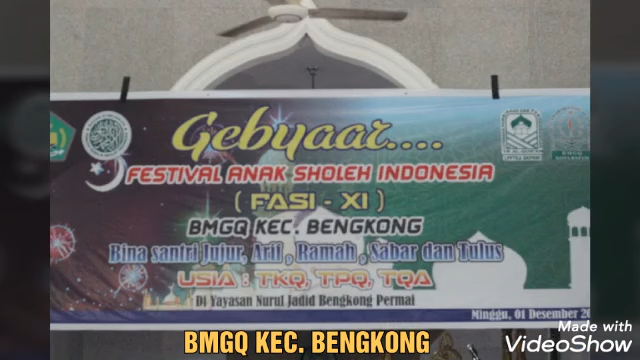 Gebyaar....
FESTIVAL ANAK SHOLEH INDONESIA
( FASI - XI )
BMGQ KEC. BENGKONG
Bina santri Jujur, Arif , Ramah , Sabar dan Tulus
USIA : TKQ, TPQ, TQA
Di Yayasan Nurul Jadid Bengkong Permai
Minggu, 01 Desember
BMGQ KEC. BENGKONG
Made with
VideoShow